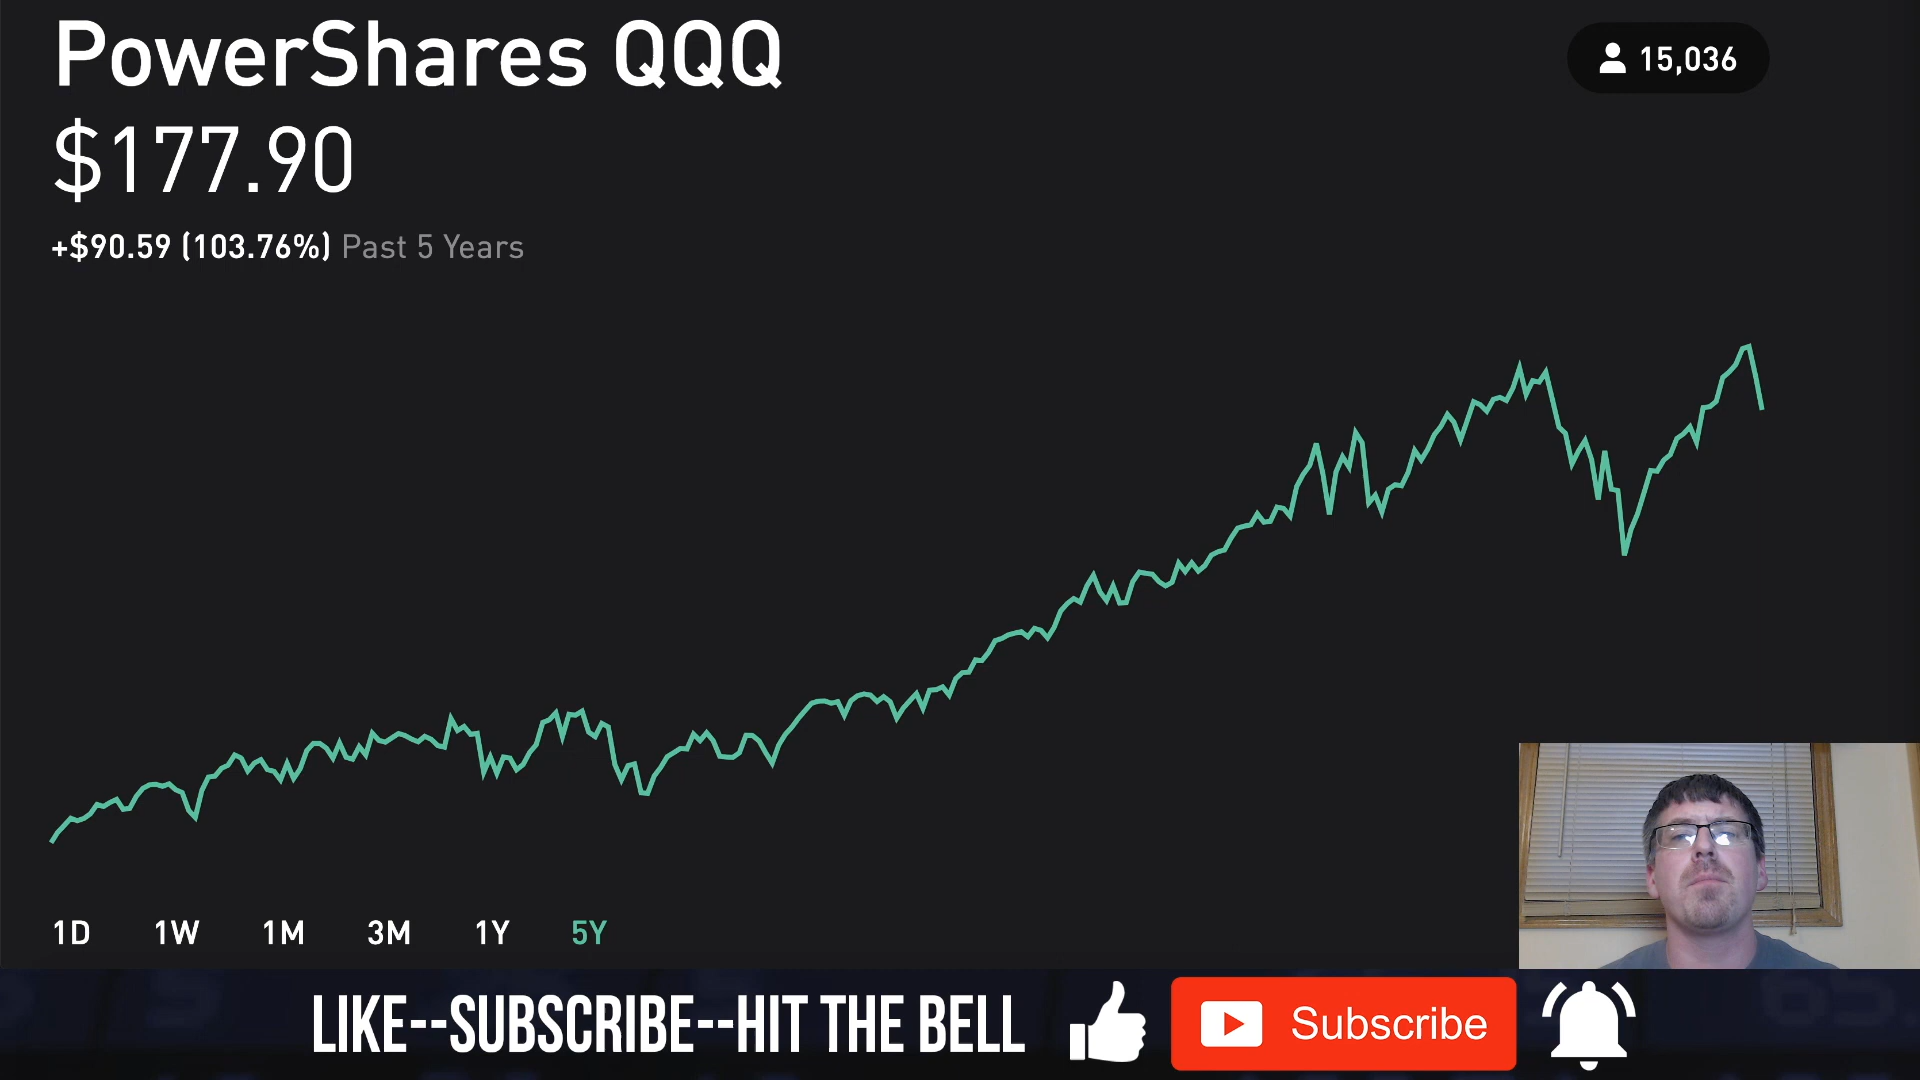 PowerShares QQQ
15,036
$177.90
+$90.59 (103.76%) Past 5 Years
1D 1W 1M 3M 1Y 5Y
LIKE--SUBSCRIBE--HIT THE BELL
Subscribe